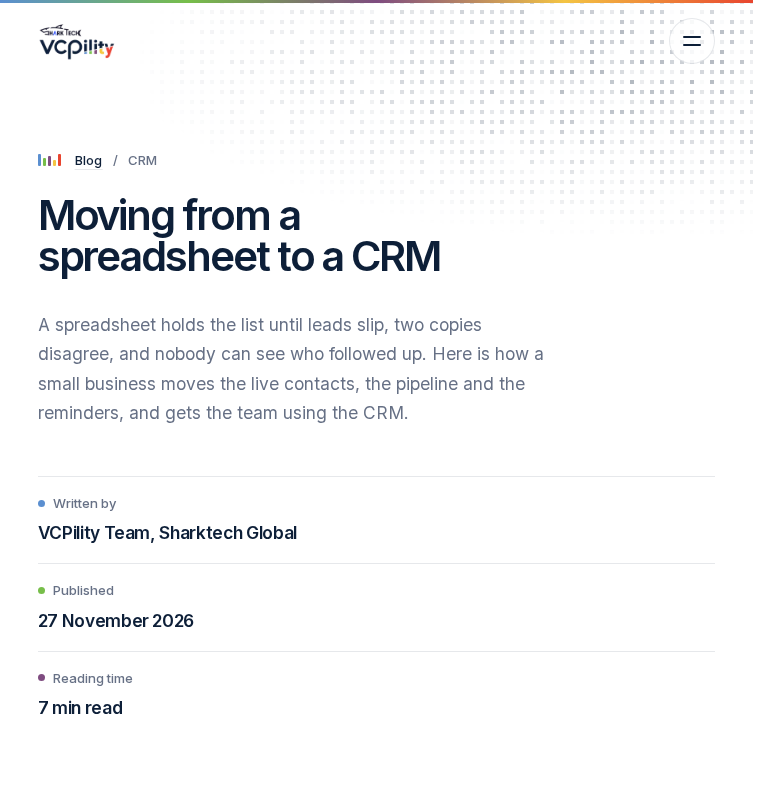 SHARK TECH
vcpility
Blog / CRM
Moving from a
spreadsheet to a CRM
A spreadsheet holds the list until leads slip, two copies
disagree, and nobody can see who followed up. Here is how a
small business moves the live contacts, the pipeline and the
reminders, and gets the team using the CRM.
Written by
VCPility Team, Sharktech Global
Published
27 November 2026
Reading time
7 min read